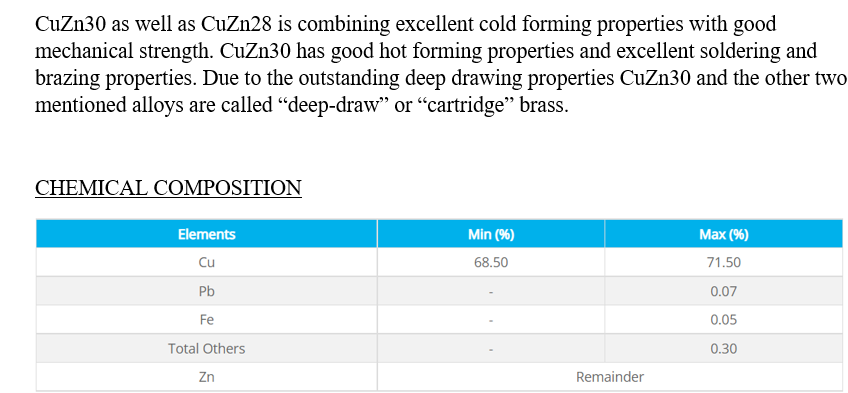 CuZn30 as well as CuZn28 is combining excellent cold forming properties with good
mechanical strength. CuZn30 has good hot forming properties and excellent soldering and
brazing properties. Due to the outstanding deep drawing properties CuZn30 and the other two
mentioned alloys are called “deep-draw” or “cartridge” brass.
CHEMICAL COMPOSITION
Elements Min (%) Max (%)
Cu 68.50 71.50
Pb - 0.07
Fe - 0.05
Total Others - 0.30
Zn Remainder